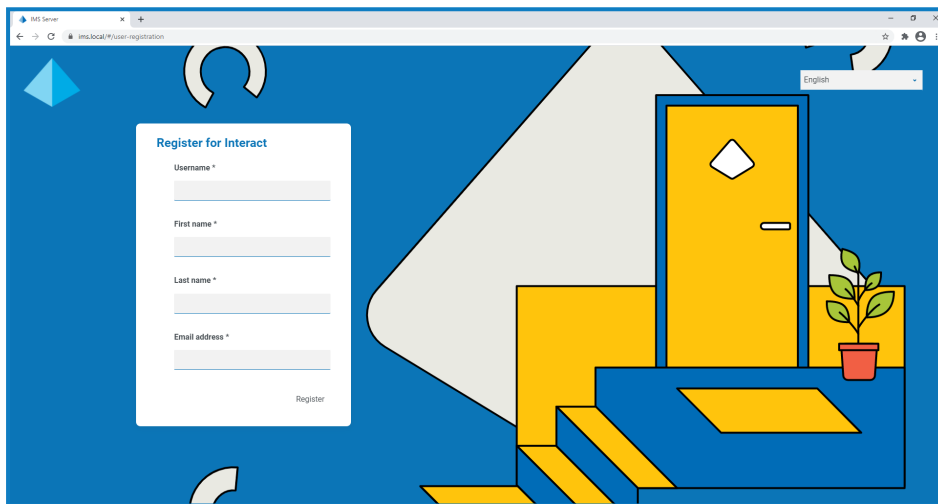 IMS Server
ims.local/#/user-registration
English
Register for Interact
Username *
First name *
Last name *
Email address *
Register